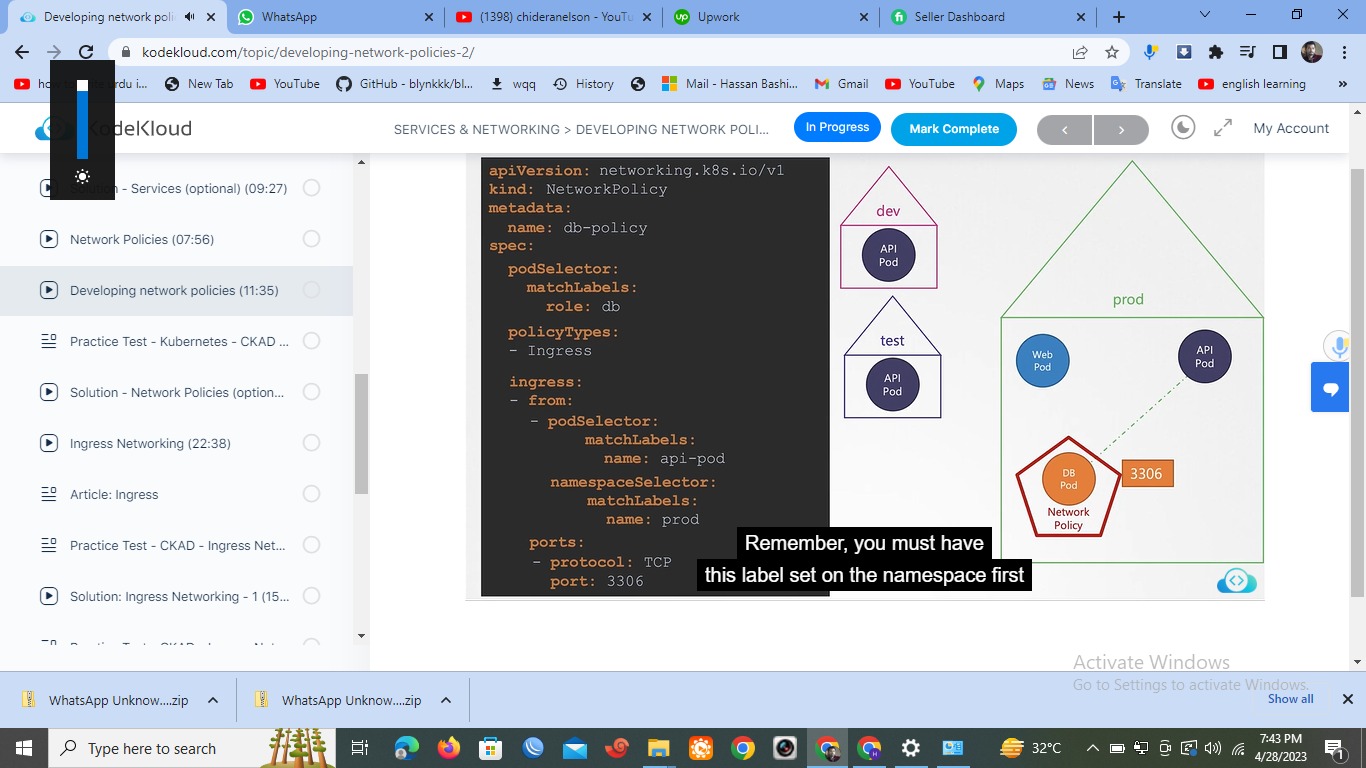 Developing network poli
WhatsApp
(1398) chideranelson - YouTu
Upwork
Seller Dashboard
kodekloud.com/topic/developing-network-policies-2/
how to
urdu i...
New Tab
YouTube
GitHub - blynkkk/bl...
wqq
History
Mail - Hassan Bashi...
Gmail
YouTube
Maps
News
Translate
english learning
»
KodeKloud
SERVICES & NETWORKING > DEVELOPING NETWORK POLI...
In Progress
Mark Complete
My Account
- Services (optional) (09:27)
Network Policies (07:56)
Developing network policies (11:35)
Practice Test - Kubernetes - CKAD ...
Solution - Network Policies (option...
Ingress Networking (22:38)
Article: Ingress
Practice Test - CKAD - Ingress Net...
Solution: Ingress Networking - 1 (15...
apiVersion: networking.k8s.io/v1
kind: NetworkPolicy
metadata:
name: db-policy
spec:
podSelector:
matchLabels:
role: db
policyTypes:
- Ingress
ingress:
- from:
- podSelector:
matchLabels:
name: api-pod
namespaceSelector:
matchLabels:
name: prod
ports:
- protocol: TCP
port: 3306
dev
API
Pod
test
API
Pod
prod
Web
Pod
API
Pod
DB
Pod
Network
Policy
3306
Remember, you must have
this label set on the namespace first
Activate Windows
Go to Settings to activate Windows.
WhatsApp Unknow....zip
WhatsApp Unknow....zip
Show all
Type here to search
32°C
7:43 PM
4/28/2023
1